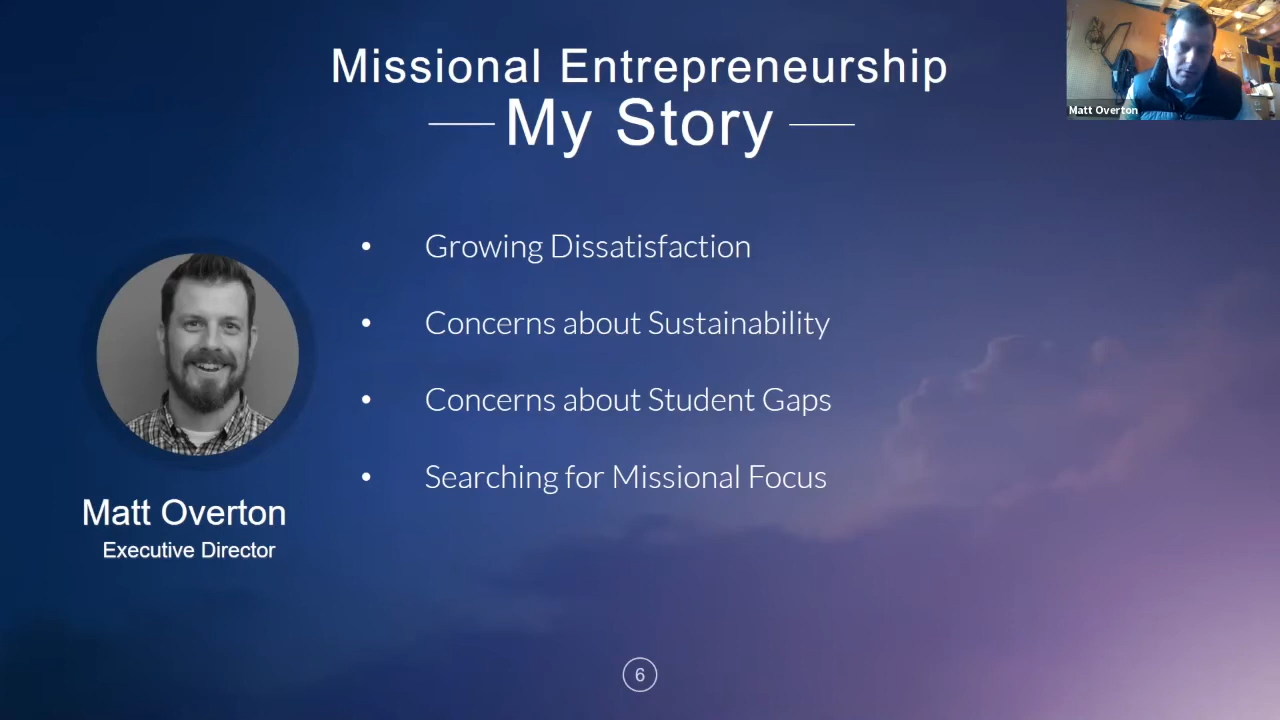 Missional Entrepreneurship
My Story
Matt Overton
• Growing Dissatisfaction
• Concerns about Sustainability
• Concerns about Student Gaps
• Searching for Missional Focus
Matt Overton
Executive Director
6